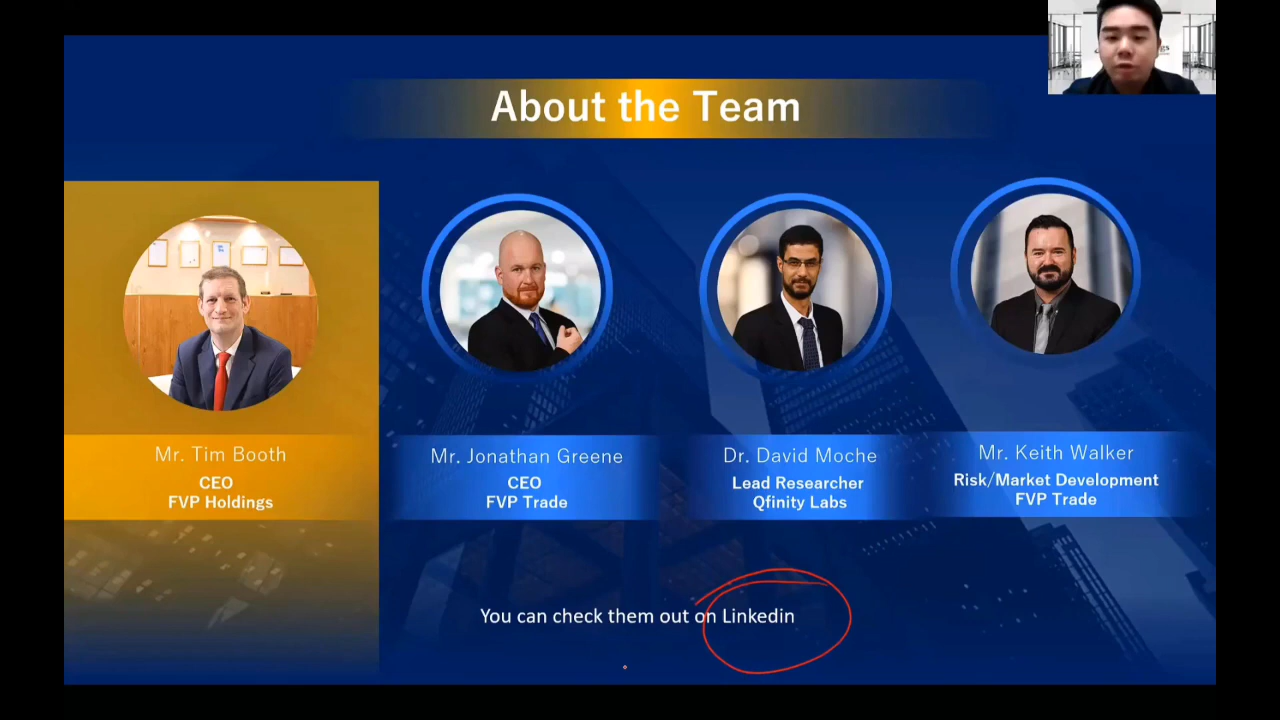 About the Team
Mr. Tim Booth
CEO
FVP Holdings
Mr. Jonathan Greene
CEO
FVP Trade
Dr. David Moche
Lead Researcher
Qfinity Labs
Mr. Keith Walker
Risk/Market Development
FVP Trade
You can check them out on Linkedin